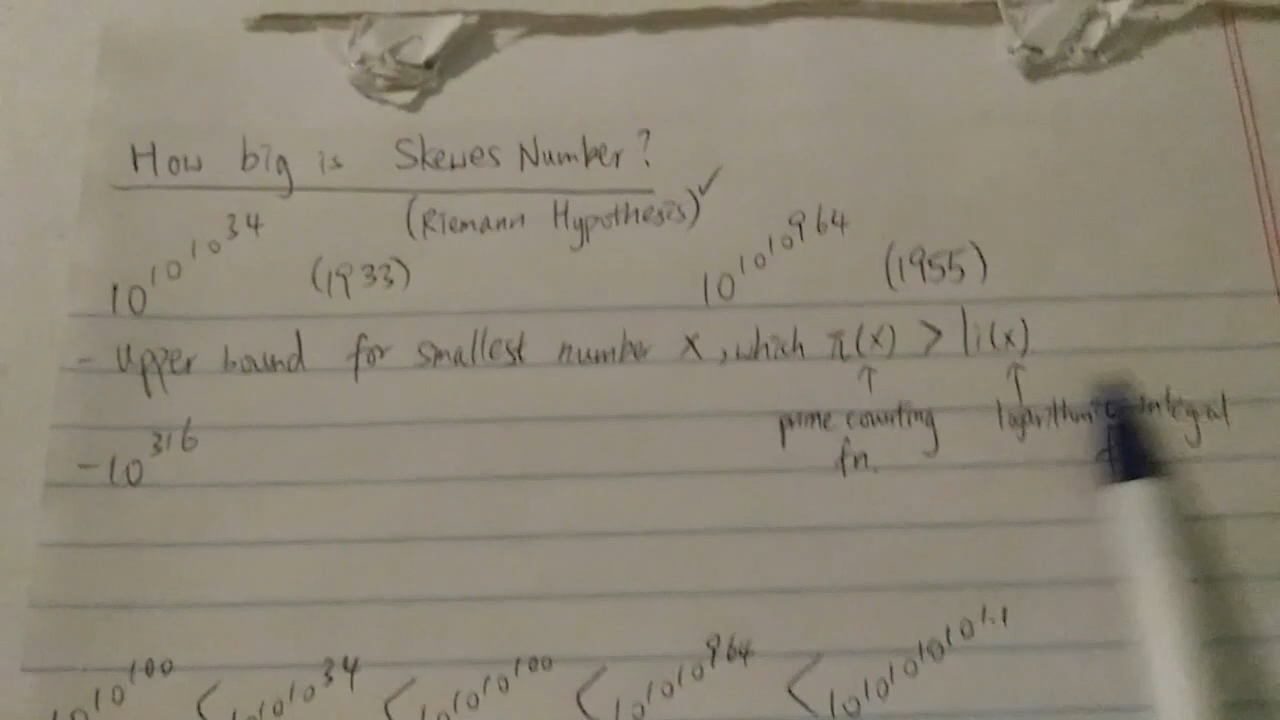 How big is Skewes Number?
(Riemann Hypothesis)✓
10^10^10^34 (1933) 10^10^10^964 (1955)
- Upper bound for smallest number x, which π(x) > li(x)
↑ ↑
prime counting logarithmic integral
fn.
- 10^316
10^10^100 < 10^10^10^34 < 10^10^10^100 < 10^10^10^964 < 10^10^10^10^10^1.1